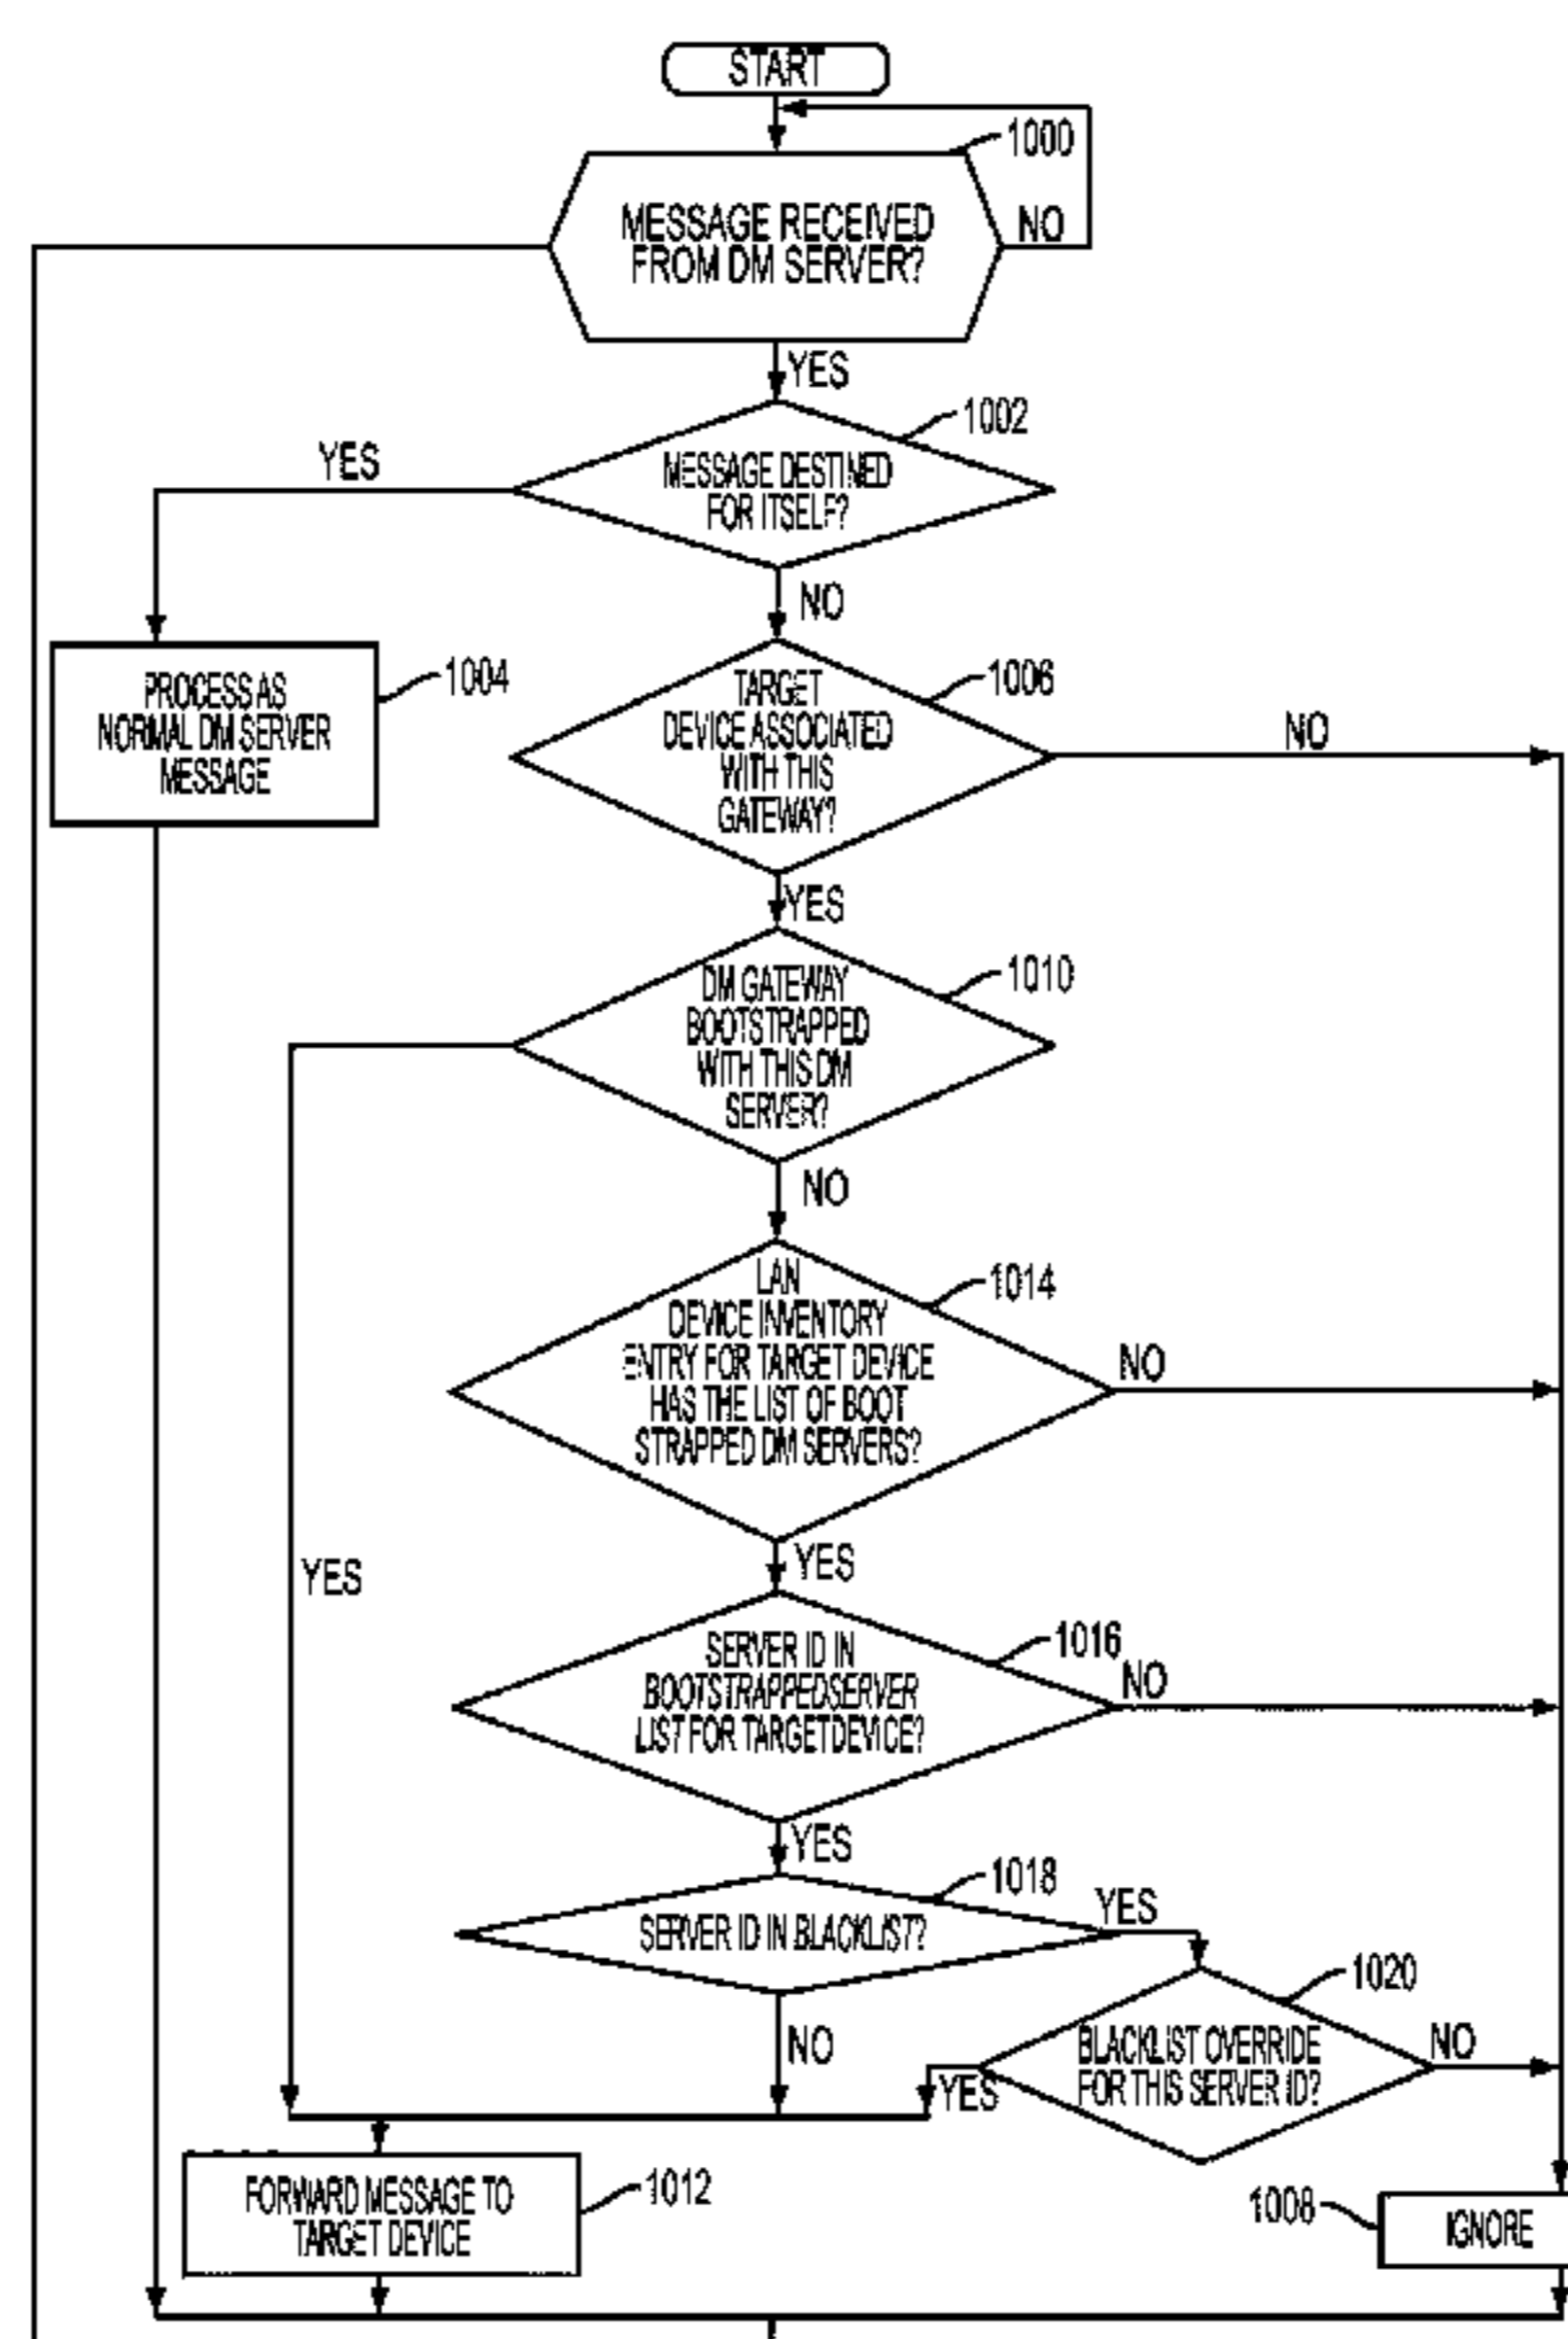 START
1000
MESSAGE RECEIVED
FROM DM SERVER?
NO
YES
1002
YES
MESSAGE DESTINED
FOR ITSELF?
NO
1004
PROCESS AS
NORMAL DM SERVER
MESSAGE
1006
TARGET
DEVICE ASSOCIATED
WITH THIS
GATEWAY?
NO
YES
1010
DM GATEWAY
BOOTSTRAPPED
WITH THIS DM
SERVER?
NO
1014
LAN
DEVICE INVENTORY
ENTRY FOR TARGET DEVICE
HAS THE LIST OF BOOT
STRAPPED DM SERVERS?
NO
YES
YES
1016
SERVER ID IN
BOOTSTRAPPEDSERVER
LIST FOR TARGETDEVICE?
NO
YES
1018
SERVER ID IN BLACKLIST?
YES
1020
BLACKLIST OVERRIDE
FOR THIS SERVER ID?
NO
NO
YES
FORWARD MESSAGE TO
TARGET DEVICE
1012
1008
IGNORE